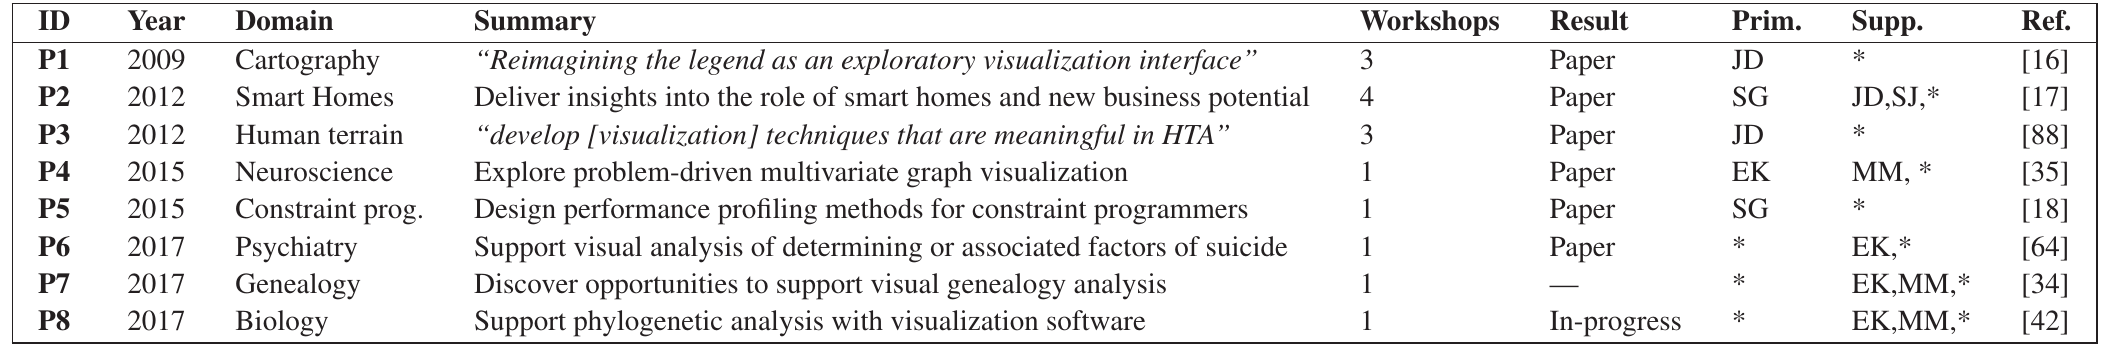 ID Year Domain Summary Workshops Result Prim. Supp. Ref.
P1 2009 Cartography “Reimagining the legend as an exploratory visualization interface” 3 Paper JD * [16]
P2 2012 Smart Homes Deliver insights into the role of smart homes and new business potential 4 Paper SG JD,SJ,* [17]
P3 2012 Human terrain “develop [visualization] techniques that are meaningful in HTA” 3 Paper JD * [88]
P4 2015 Neuroscience Explore problem-driven multivariate graph visualization 1 Paper EK MM, * [35]
P5 2015 Constraint prog. Design performance profiling methods for constraint programmers 1 Paper SG * [18]
P6 2017 Psychiatry Support visual analysis of determining or associated factors of suicide 1 Paper * EK,* [64]
P7 2017 Genealogy Discover opportunities to support visual genealogy analysis 1 — * EK,MM,* [34]
P8 2017 Biology Support phylogenetic analysis with visualization software 1 In-progress * EK,MM,* [42]